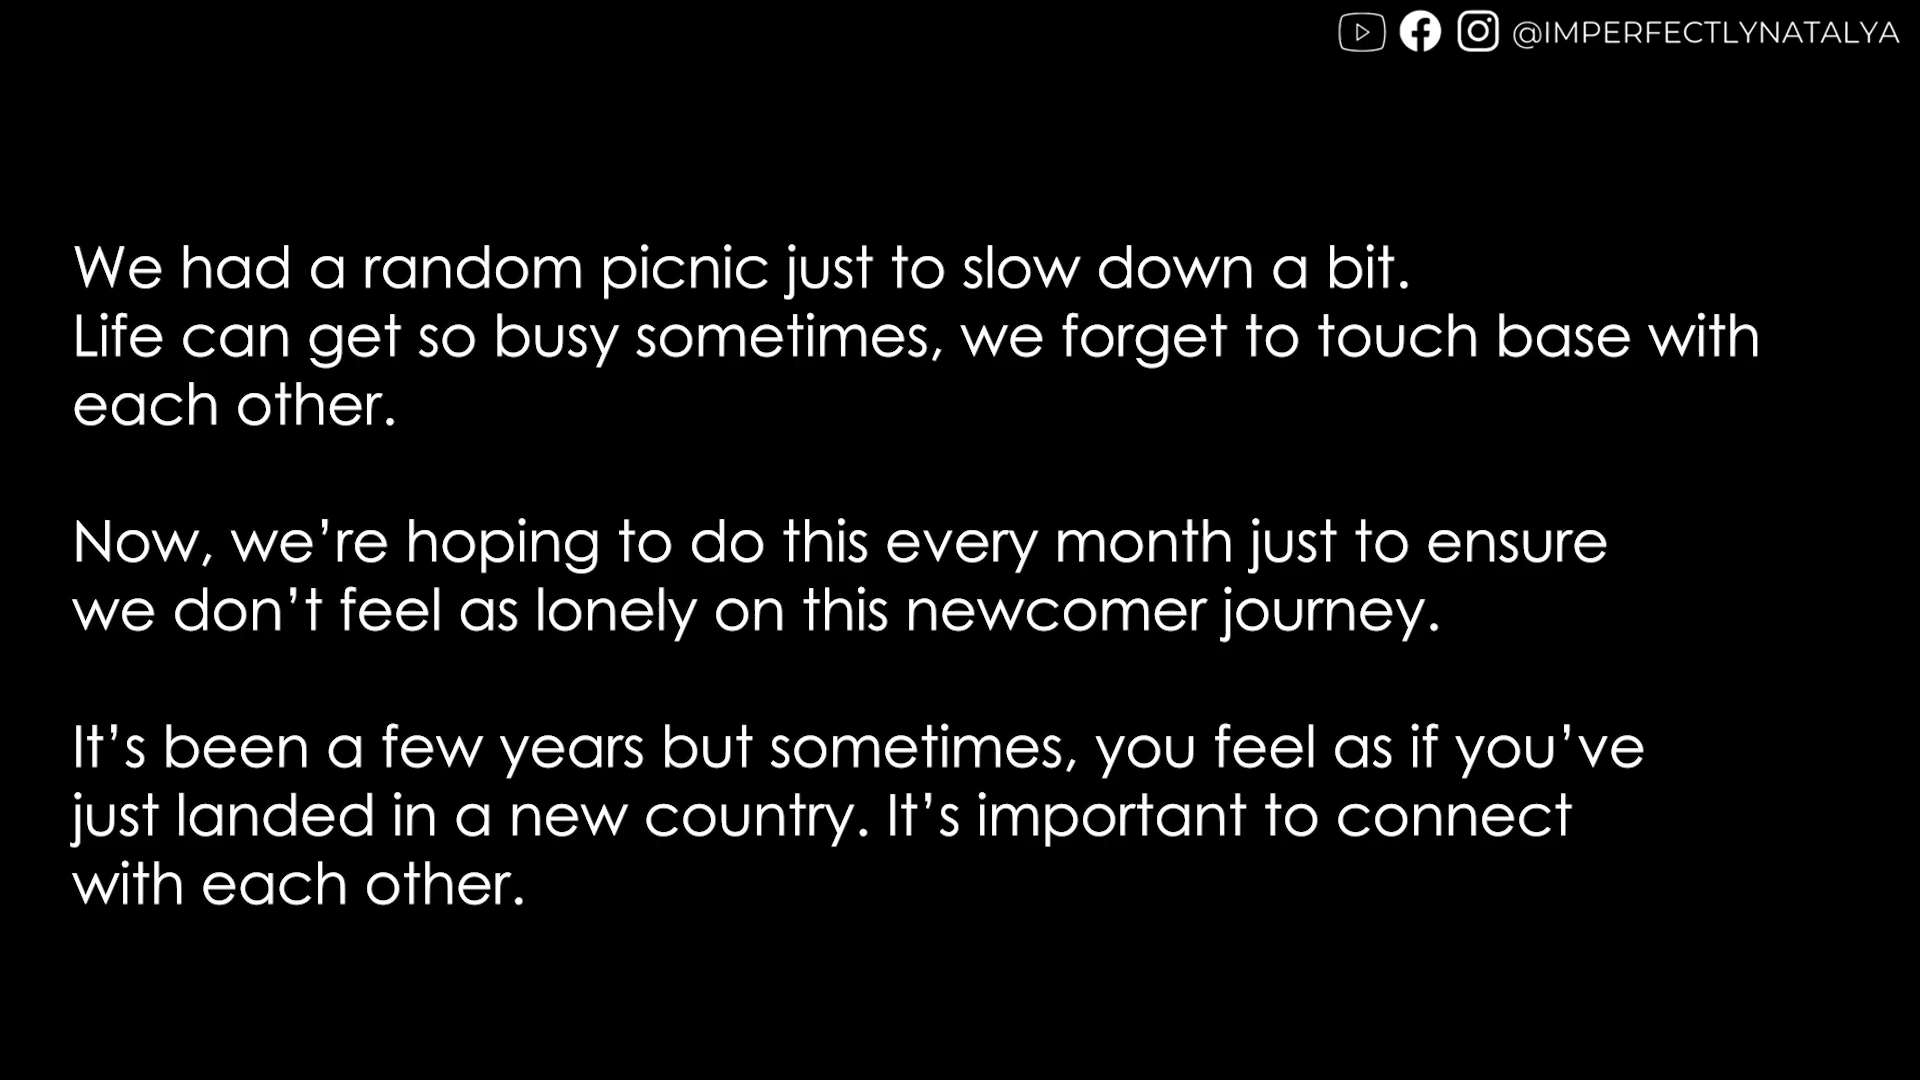 @IMPERFECTLYNATALYA
We had a random picnic just to slow down a bit.
Life can get so busy sometimes, we forget to touch base with
each other.
Now, we’re hoping to do this every month just to ensure
we don’t feel as lonely on this newcomer journey.
It’s been a few years but sometimes, you feel as if you’ve
just landed in a new country. It’s important to connect
with each other.